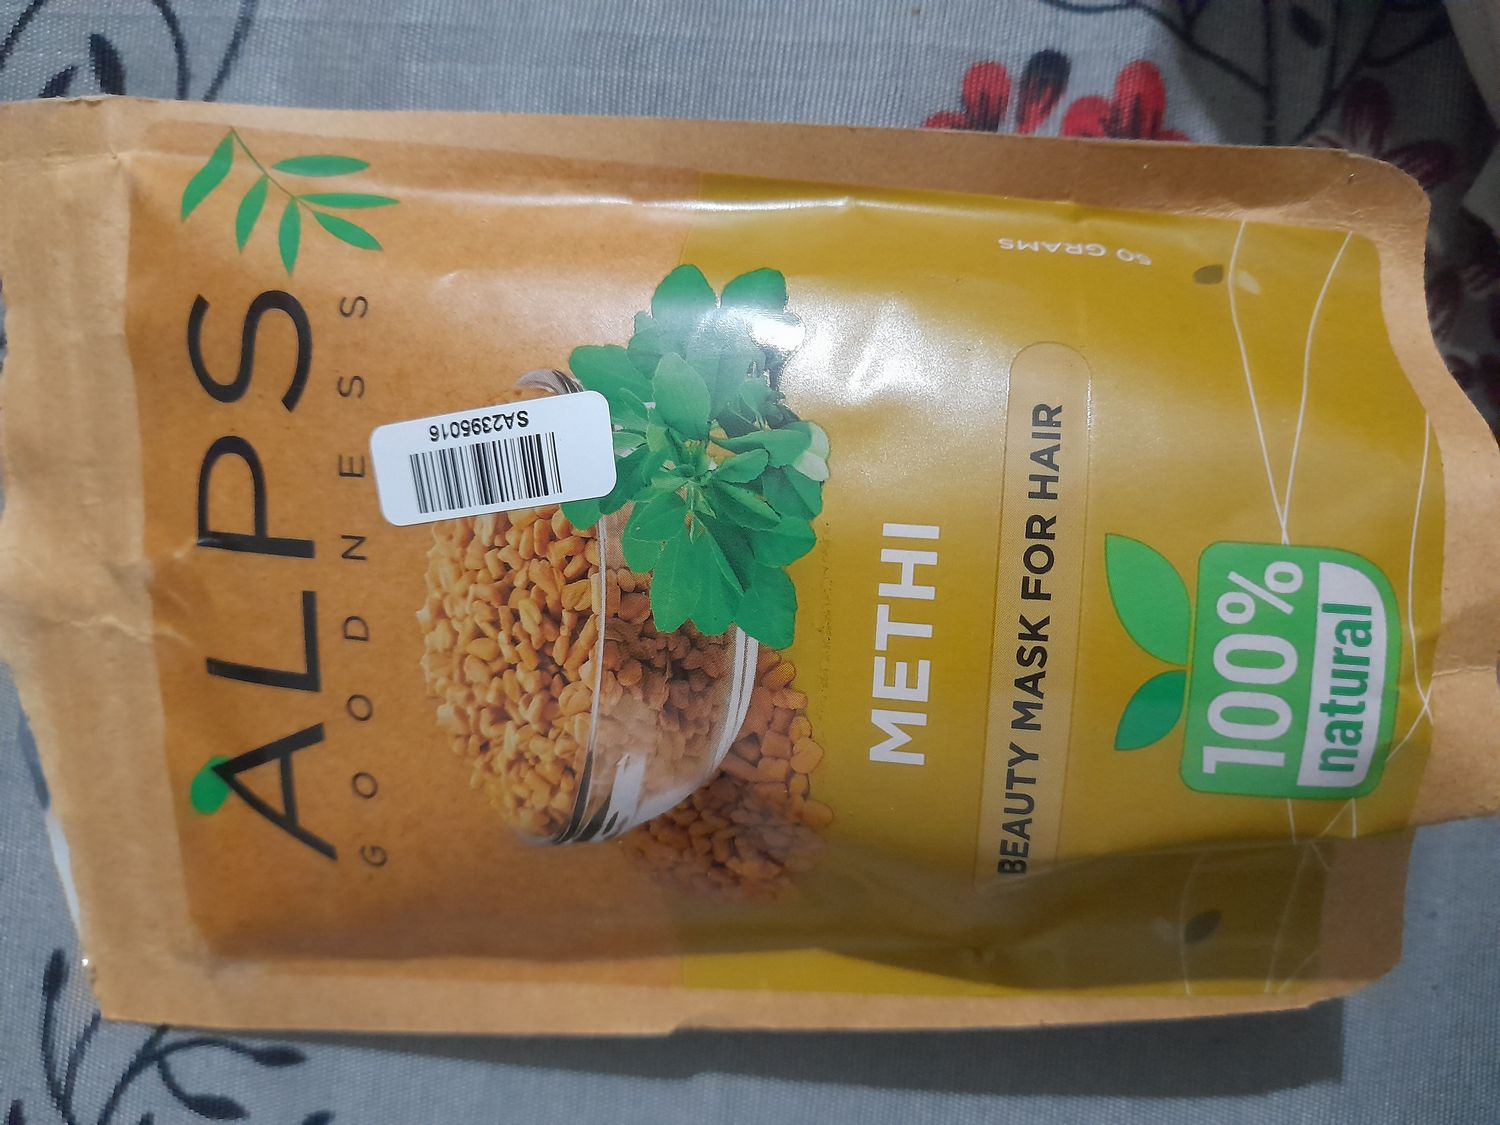 ALPS
GOODNESS
SA2395016
METHI
BEAUTY MASK FOR HAIR
100%
natural
50 GRAMS